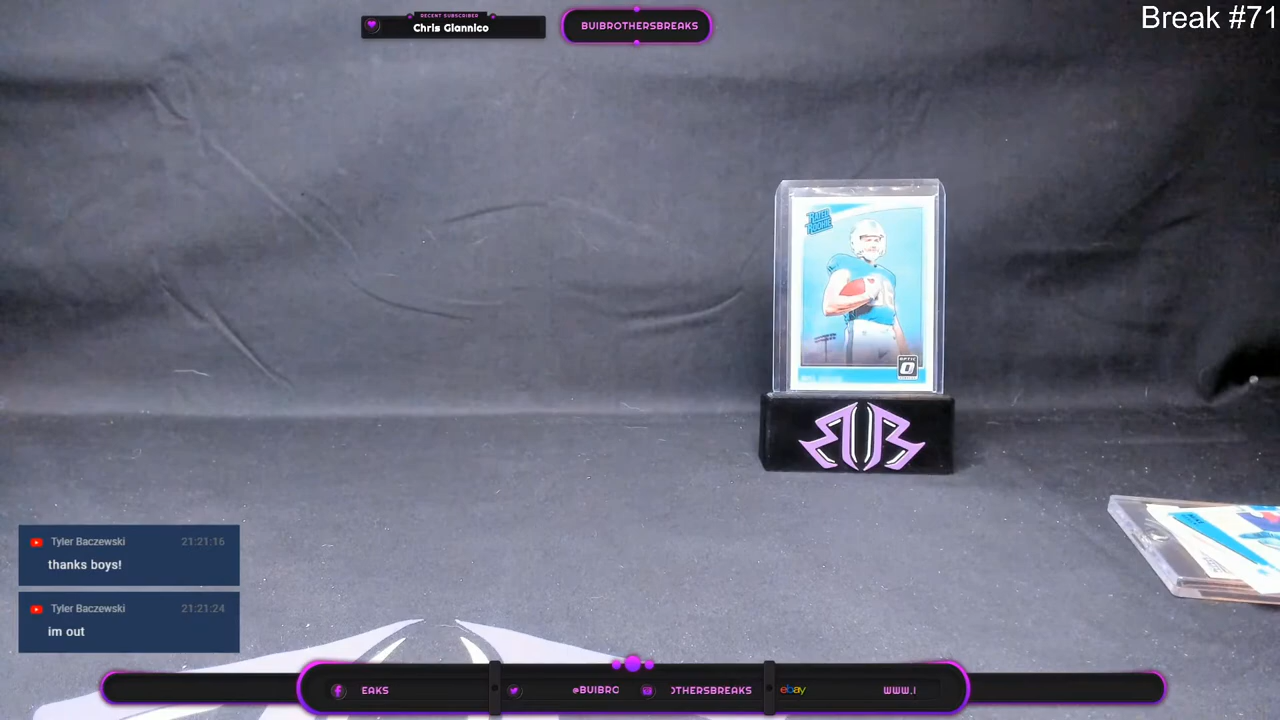 RECENT SUBSCRIBER
Chris Giannico
BUIBROTHERSBREAKS
Break #71
RATED
ROOKIE
OPTIC
Tyler Baczewski 21:21:16
thanks boys!
Tyler Baczewski 21:21:24
im out
EAKS
@BUIBRO
OTHERSBREAKS
ebay
WWW.I